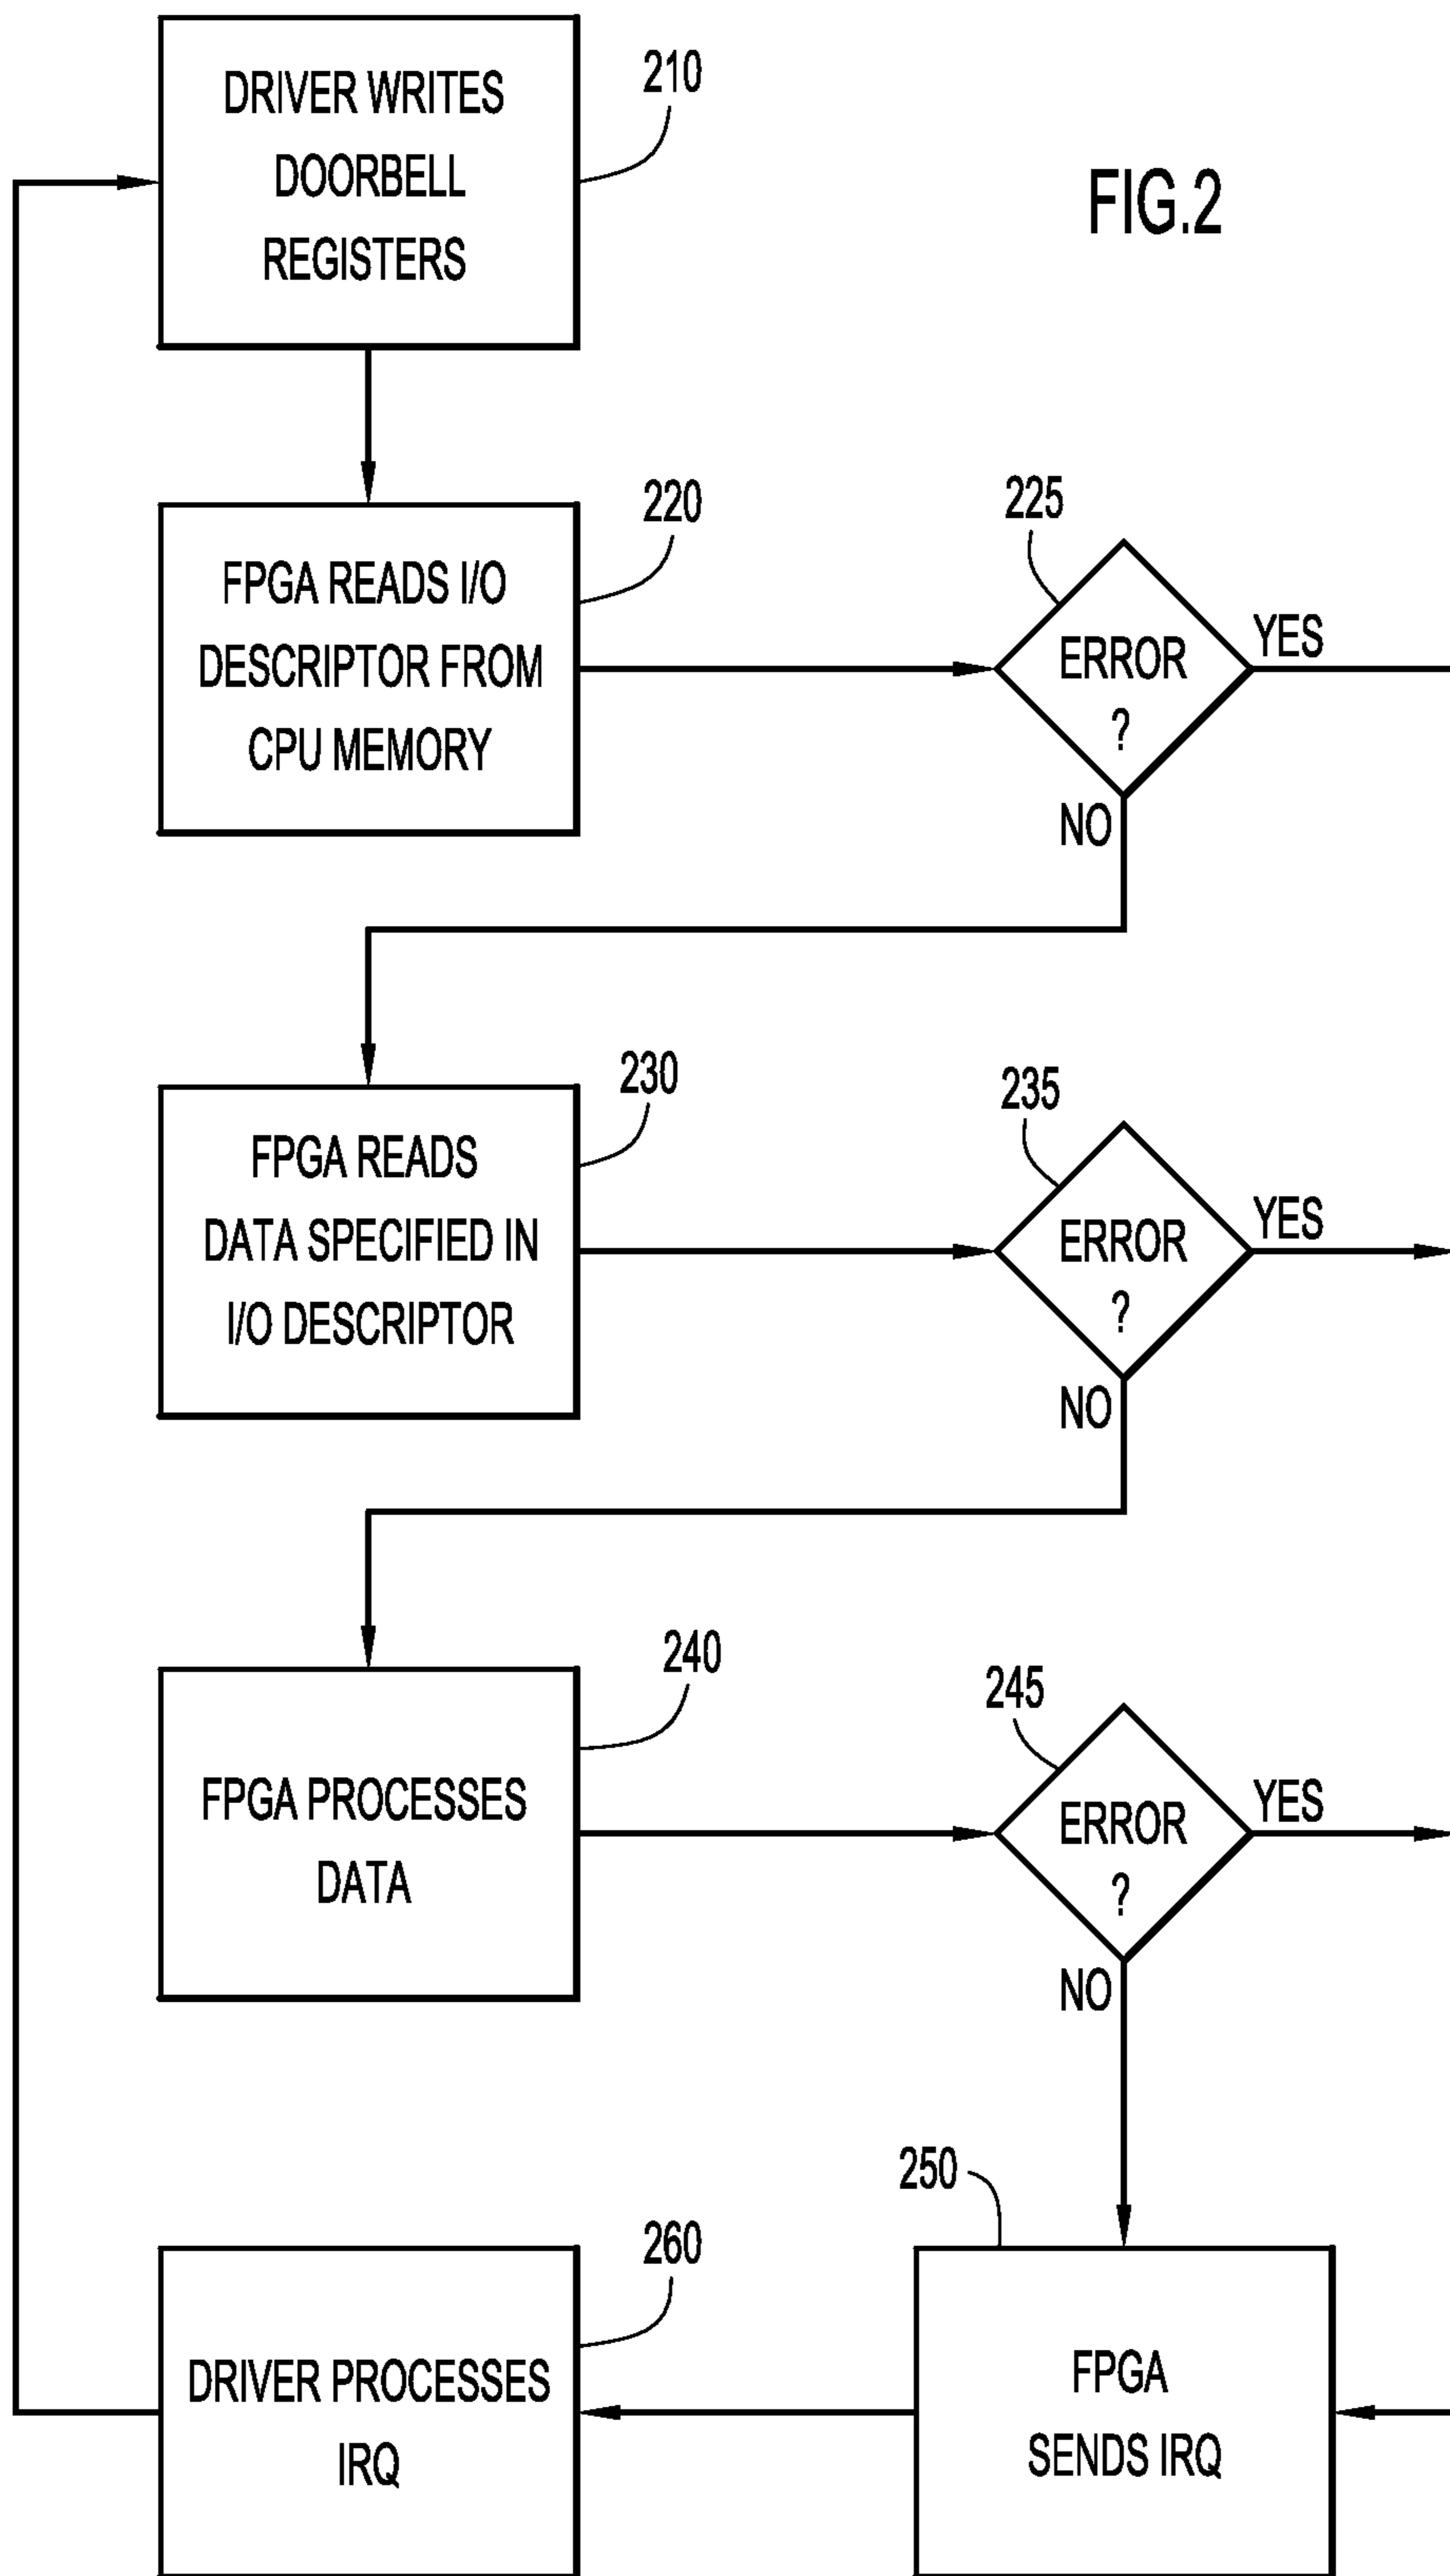 DRIVER WRITES
DOORBELL
REGISTERS
210
FIG.2
FPGA READS I/O
DESCRIPTOR FROM
CPU MEMORY
220
225
ERROR
?
YES
NO
FPGA READS
DATA SPECIFIED IN
I/O DESCRIPTOR
230
235
ERROR
?
YES
NO
FPGA PROCESSES
DATA
240
245
ERROR
?
YES
NO
DRIVER PROCESSES
IRQ
260
250
FPGA
SENDS IRQ